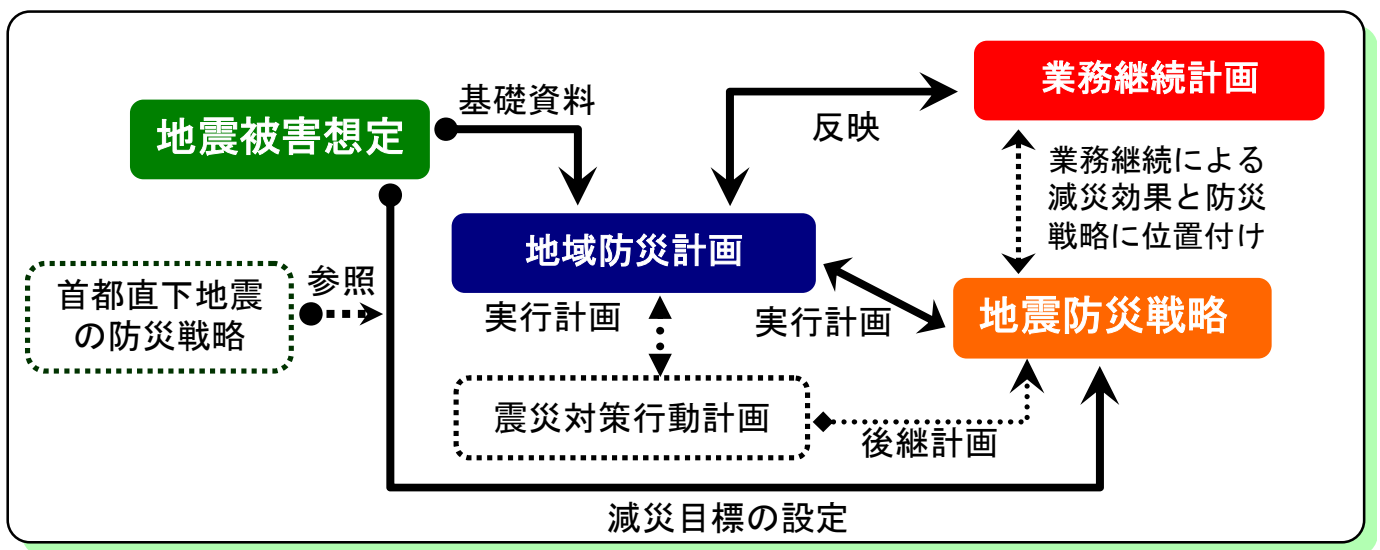 業務継続計画
基礎資料
地震被害想定
反映
業務継続による
減災効果と防災
戦略に位置付け
地域防災計画
参照
首都直下地震
の防災戦略
実行計画
実行計画
地震防災戦略
震災対策行動計画
後継計画
減災目標の設定